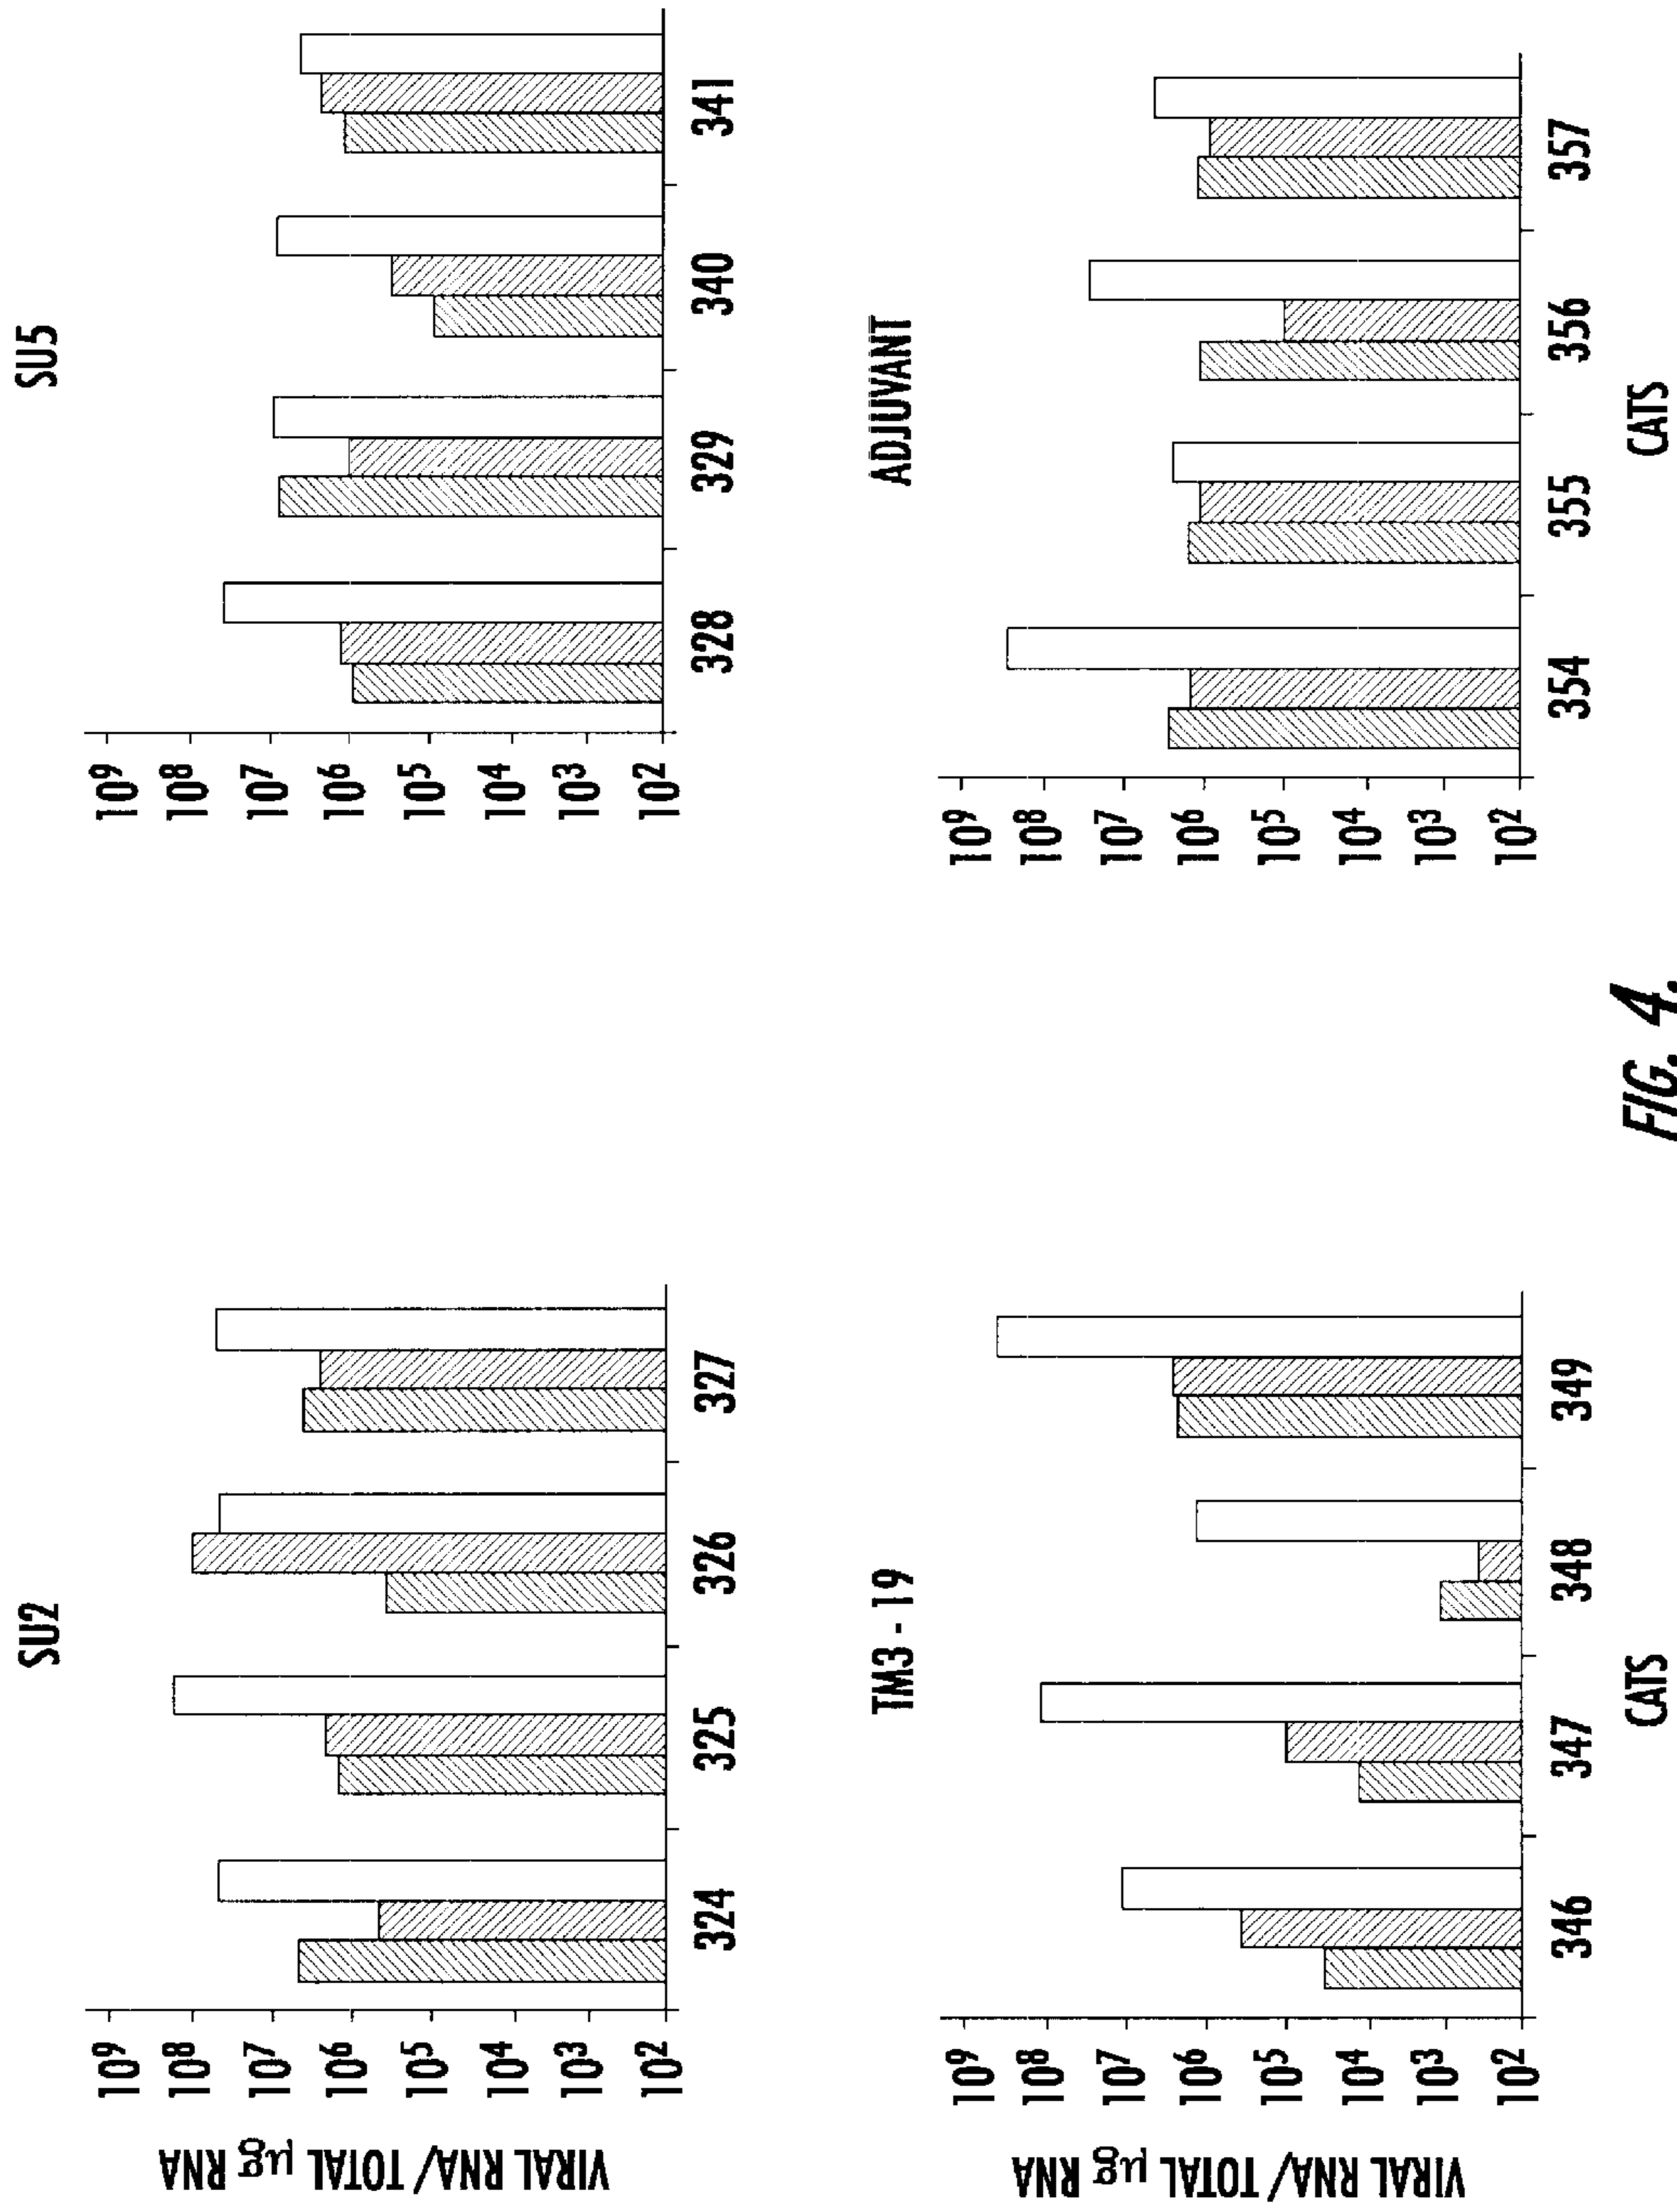 SU2
VIRAL RNA/TOTAL µg RNA
10⁹
10⁸
10⁷
10⁶
10⁵
10⁴
10³
10²
324 325 326 327
SU5
10⁹
10⁸
10⁷
10⁶
10⁵
10⁴
10³
10²
328 329 340 341
TM3 - 19
VIRAL RNA/TOTAL µg RNA
10⁹
10⁸
10⁷
10⁶
10⁵
10⁴
10³
10²
346 347 348 349
CATS
ADJUVANT
10⁹
10⁸
10⁷
10⁶
10⁵
10⁴
10³
10²
354 355 356 357
CATS
FIG. 4.